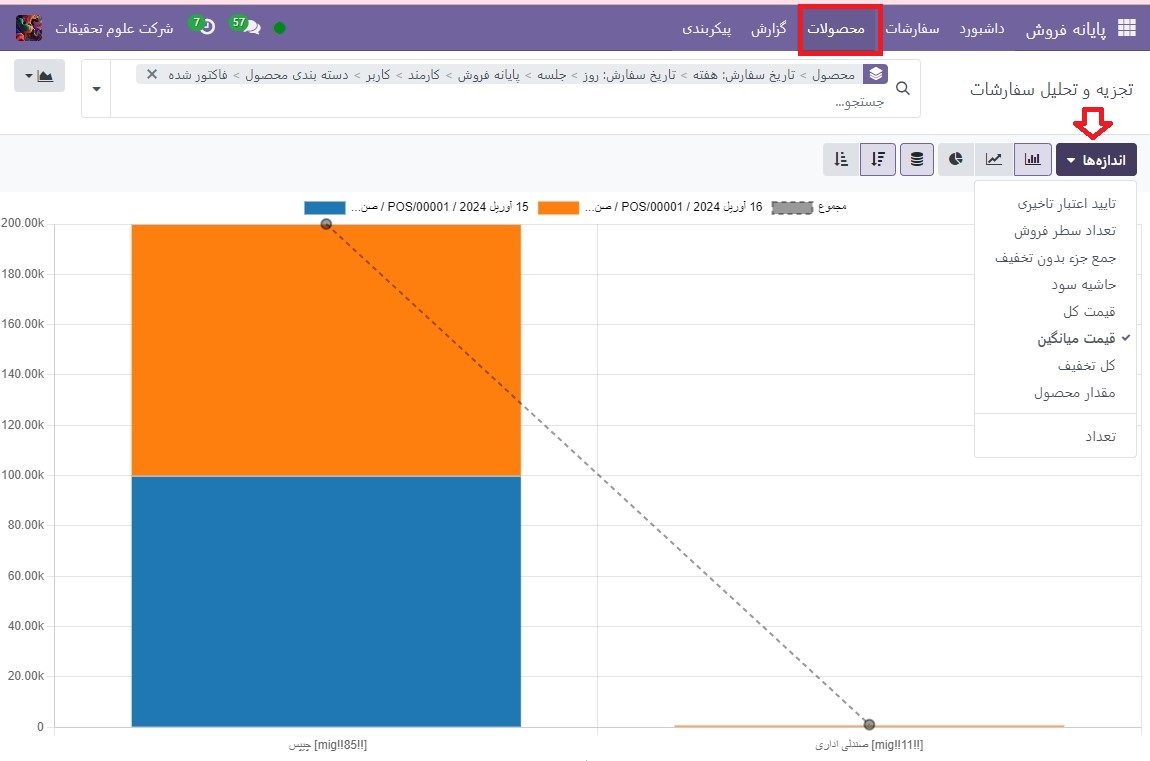 پایانه فروش داشبورد سفارشات محصولات گزارش پیکربندی 57 7 شرکت علوم تحقیقات
تجزیه و تحلیل سفارشات
محصول > تاریخ سفارش: هفته > تاریخ سفارش: روز > جلسه > پایانه فروش > کارمند > کاربر > دسته بندی محصول > فاکتور شده ✕
جستجو...
اندازه‌ها
تایید اعتبار تاخیری
تعداد سطر فروش
جمع جزء بدون تخفیف
حاشیه سود
قیمت کل
✓ قیمت میانگین
کل تخفیف
مقدار محصول
تعداد
مجموع
16 آوریل 2024 / POS/00001 / صن...
15 آوریل 2024 / POS/00001 / صن...
200.00k
180.00k
160.00k
140.00k
120.00k
100.00k
80.00k
60.00k
40.00k
20.00k
0
[mig!!85!!] چیپس
[mig!!11!!] صندلی اداری